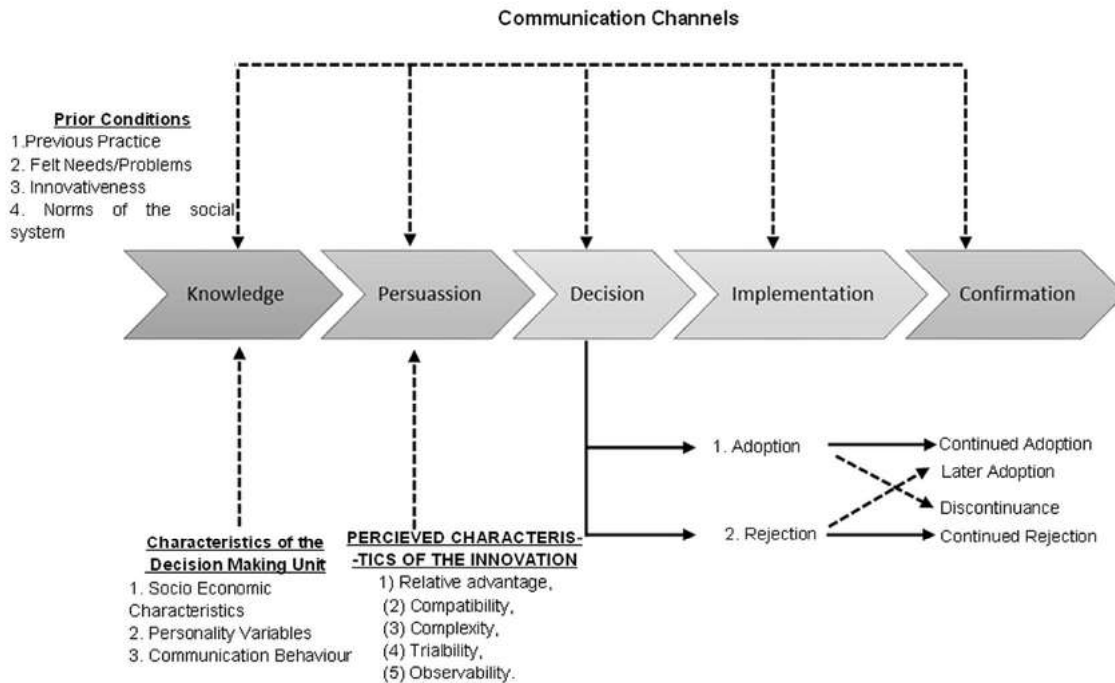 Communication Channels
Prior Conditions
1.Previous Practice
2. Felt Needs/Problems
3. Innovativeness
4. Norms of the social
system
Knowledge
Persuassion
Decision
Implementation
Confirmation
1. Adoption
Continued Adoption
Later Adoption
Discontinuance
2. Rejection
Continued Rejection
Characteristics of the
Decision Making Unit
1. Socio Economic
Characteristics
2. Personality Variables
3. Communication Behaviour
PERCIEVED CHARACTERIS-
-TICS OF THE INNOVATION
1) Relative advantage,
(2) Compatibility,
(3) Complexity,
(4) Trialbility,
(5) Observability.